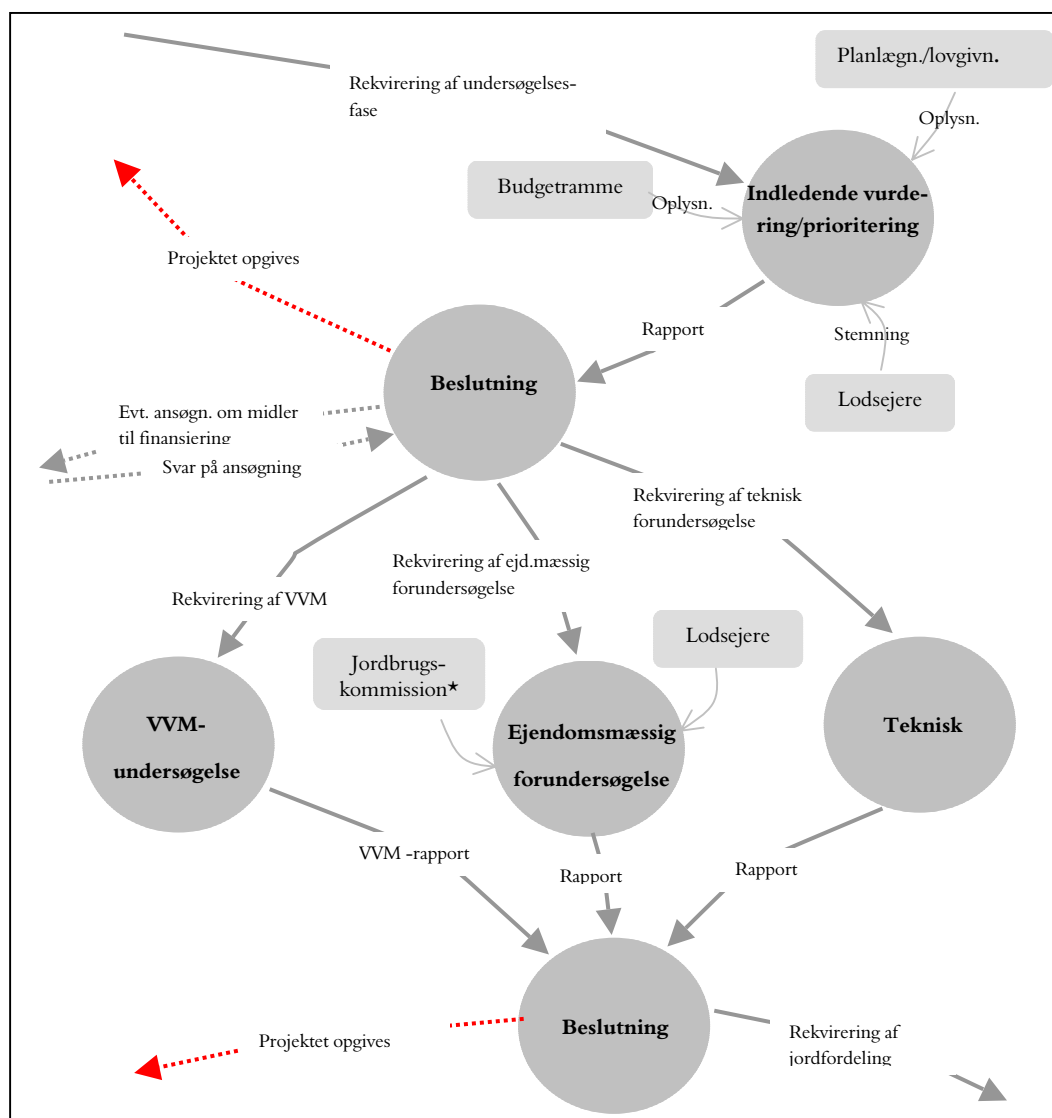 Planlægn./lovgivn.
Rekvirering af undersøgelses-
fase
Oplysn.
Budgetramme
Oplysn.
Indledende vurde-
ring/prioritering
Projektet opgives
Rapport
Stemning
Beslutning
Lodsejere
Evt. ansøgn. om midler
til finansiering
Svar på ansøgning
Rekvirering af teknisk
forundersøgelse
Rekvirering af ejd.mæssig
forundersøgelse
Rekvirering af VVM
Lodsejere
Jordbrugs-
kommission*
VVM-
undersøgelse
Ejendomsmæssig
forundersøgelse
Teknisk
VVM -rapport
Rapport
Rapport
Beslutning
Projektet opgives
Rekvirering af
jordfordeling